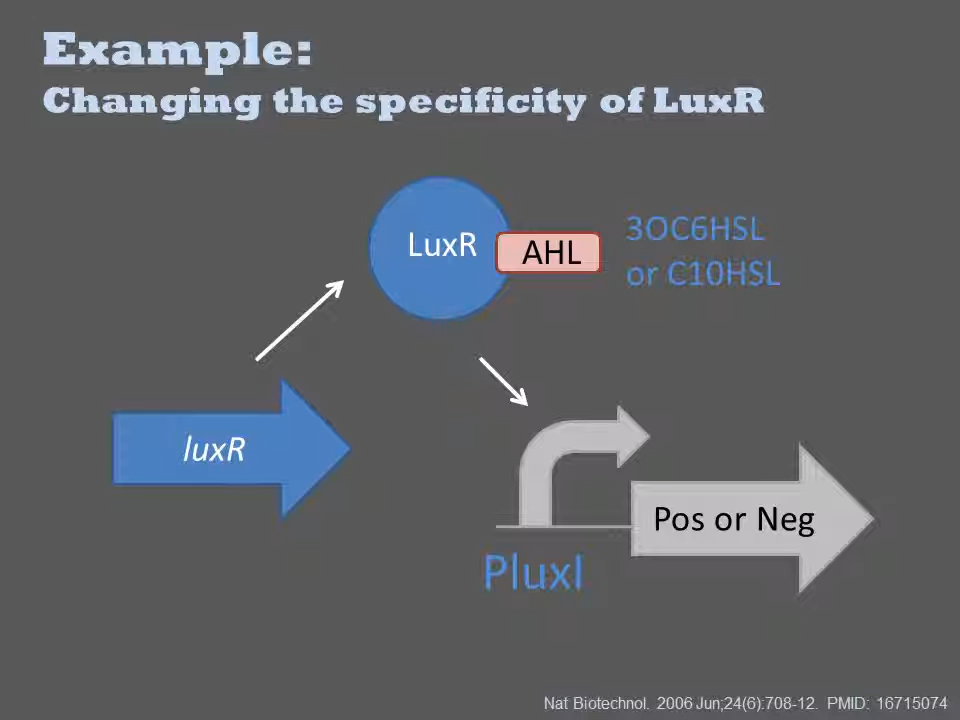 Example:
Changing the specificity of LuxR
LuxR
AHL
3OC6HSL
or C10HSL
luxR
Pos or Neg
PluxI
Nat Biotechnol. 2006 Jun;24(6):708-12. PMID: 16715074